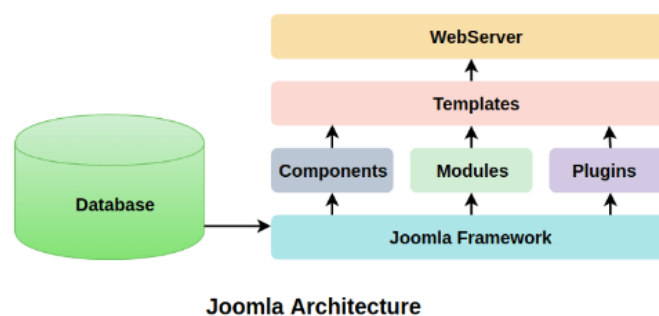 WebServer
Templates
Components
Modules
Plugins
Database
Joomla Framework
Joomla Architecture